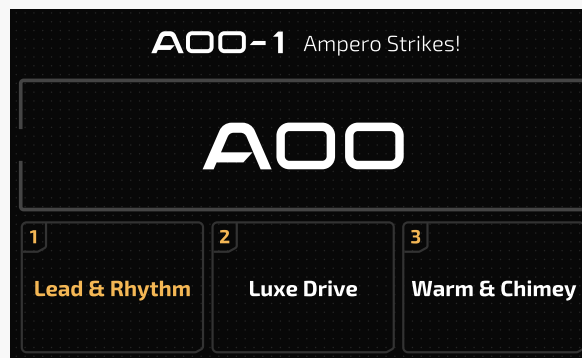 A00-1 Ampero Strikes!
A00
1
2
3
Lead & Rhythm
Luxe Drive
Warm & Chimey